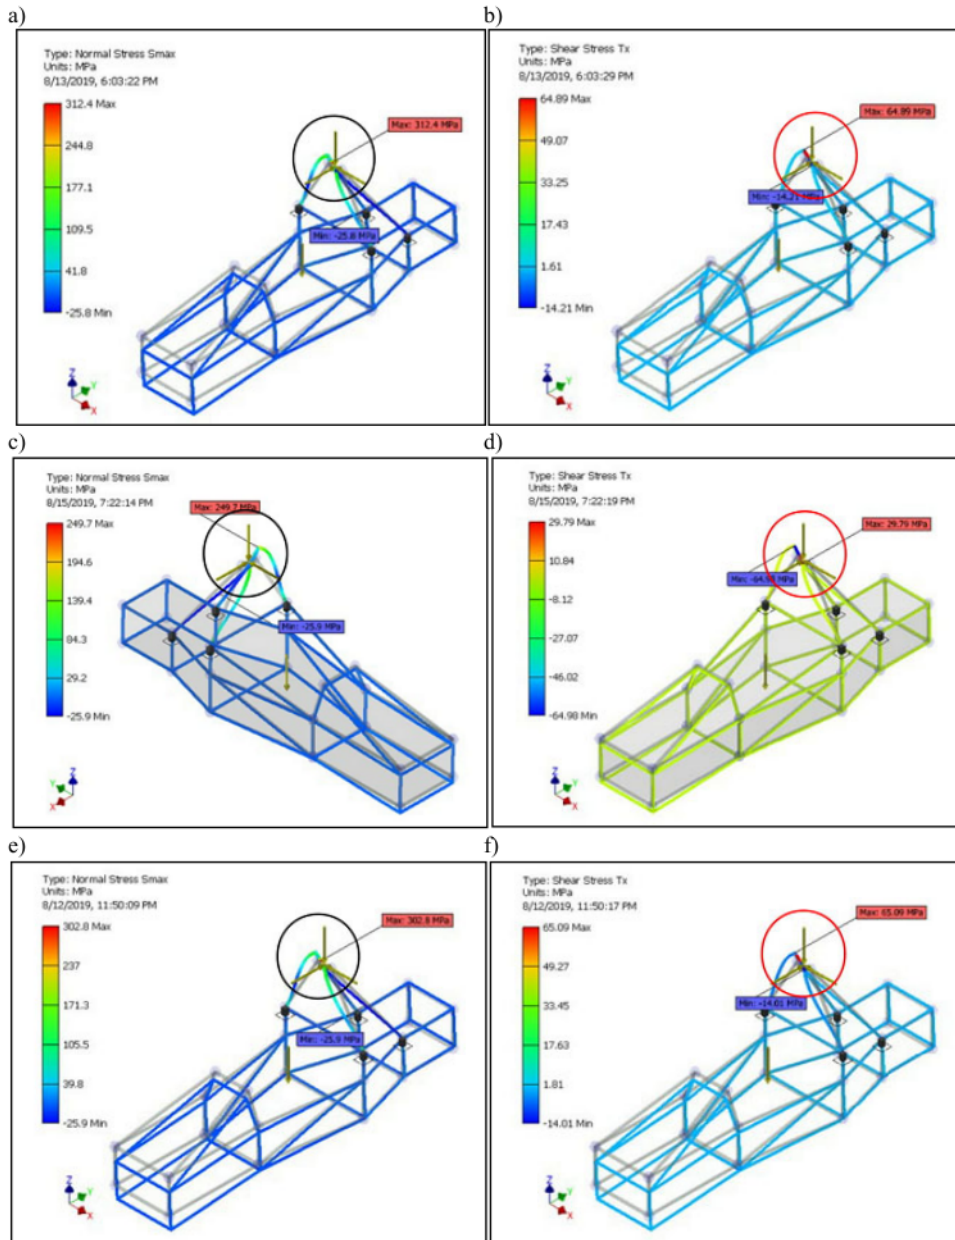 a)
Type: Normal Stress Smax
Units: MPa
8/13/2019, 6:03:22 PM
312.4 Max
244.8
177.1
109.5
41.8
-25.8 Min
Max: 312.4 MPa
Min: -25.8 MPa
Z
Y
X
b)
Type: Shear Stress Tx
Units: MPa
8/13/2019, 6:03:29 PM
64.89 Max
49.07
33.25
17.43
1.61
-14.21 Min
Max: 64.89 MPa
Min: -14.21 MPa
Z
Y
X
c)
Type: Normal Stress Smax
Units: MPa
8/15/2019, 7:22:14 PM
249.7 Max
194.6
139.4
84.3
29.2
-25.9 Min
Max: 249.7 MPa
Min: -25.9 MPa
Z
Y
X
d)
Type: Shear Stress Tx
Units: MPa
8/15/2019, 7:22:19 PM
29.79 Max
10.84
-8.12
-27.07
-46.02
-64.98 Min
Max: 29.79 MPa
Min: -64.98 MPa
Z
Y
X
e)
Type: Normal Stress Smax
Units: MPa
8/12/2019, 11:50:09 PM
302.8 Max
237
171.3
105.5
39.8
-25.9 Min
Max: 302.8 MPa
Min: -25.9 MPa
Z
Y
X
f)
Type: Shear Stress Tx
Units: MPa
8/12/2019, 11:50:17 PM
65.09 Max
49.27
33.45
17.63
1.81
-14.01 Min
Max: 65.09 MPa
Min: -14.01 MPa
Z
Y
X